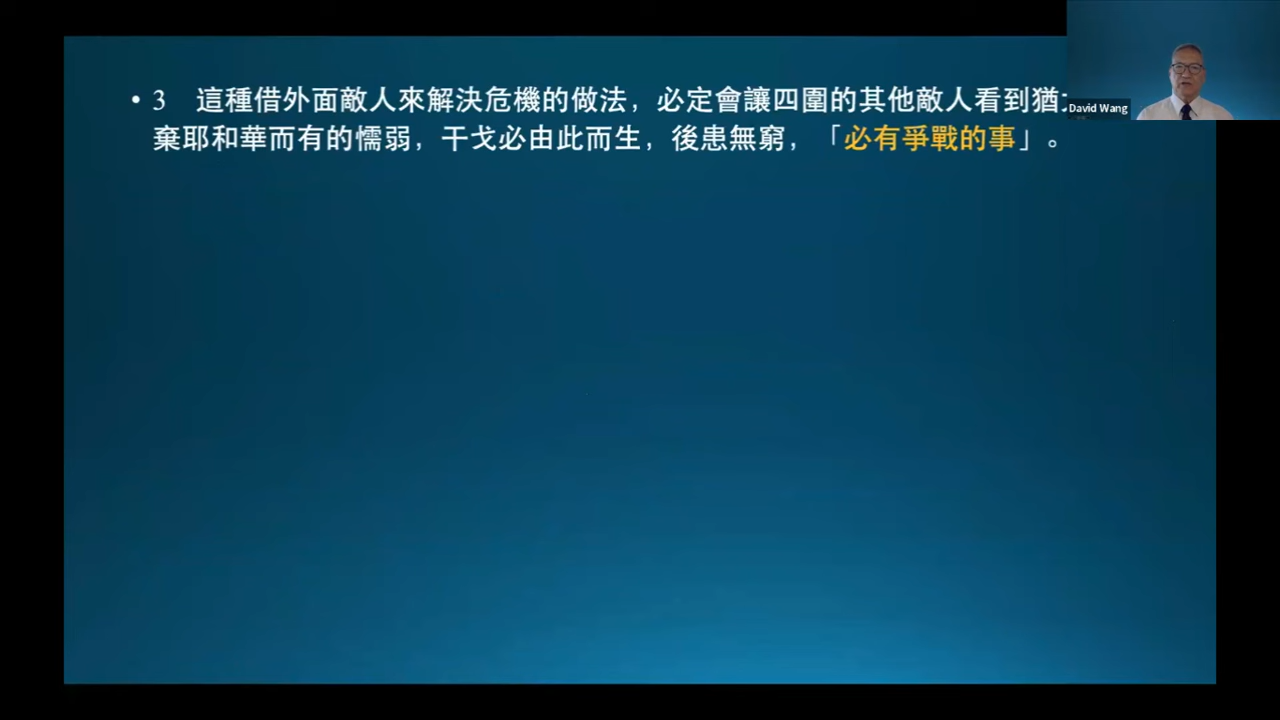 • 3 這種借外面敵人來解決危機的做法，必定會讓四圍的其他敵人看到猶
棄耶和華而有的懦弱，干戈必由此而生，後患無窮，「必有爭戰的事」。
David Wang